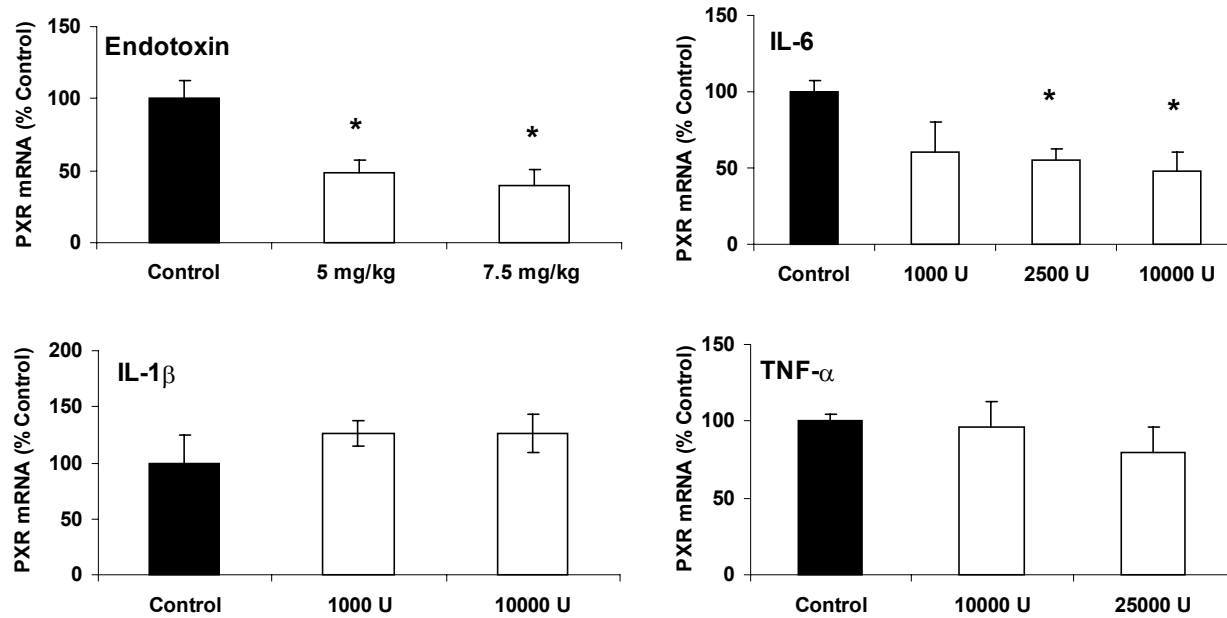 Endotoxin
PXR mRNA (% Control)
150
100
50
0
* *
Control 5 mg/kg 7.5 mg/kg
IL-6
PXR mRNA (% Control)
150
100
50
0
* *
Control 1000 U 2500 U 10000 U
IL-1β
PXR mRNA (% Control)
200
150
100
50
0
Control 1000 U 10000 U
TNF-α
PXR mRNA (% Control)
150
100
50
0
Control 10000 U 25000 U